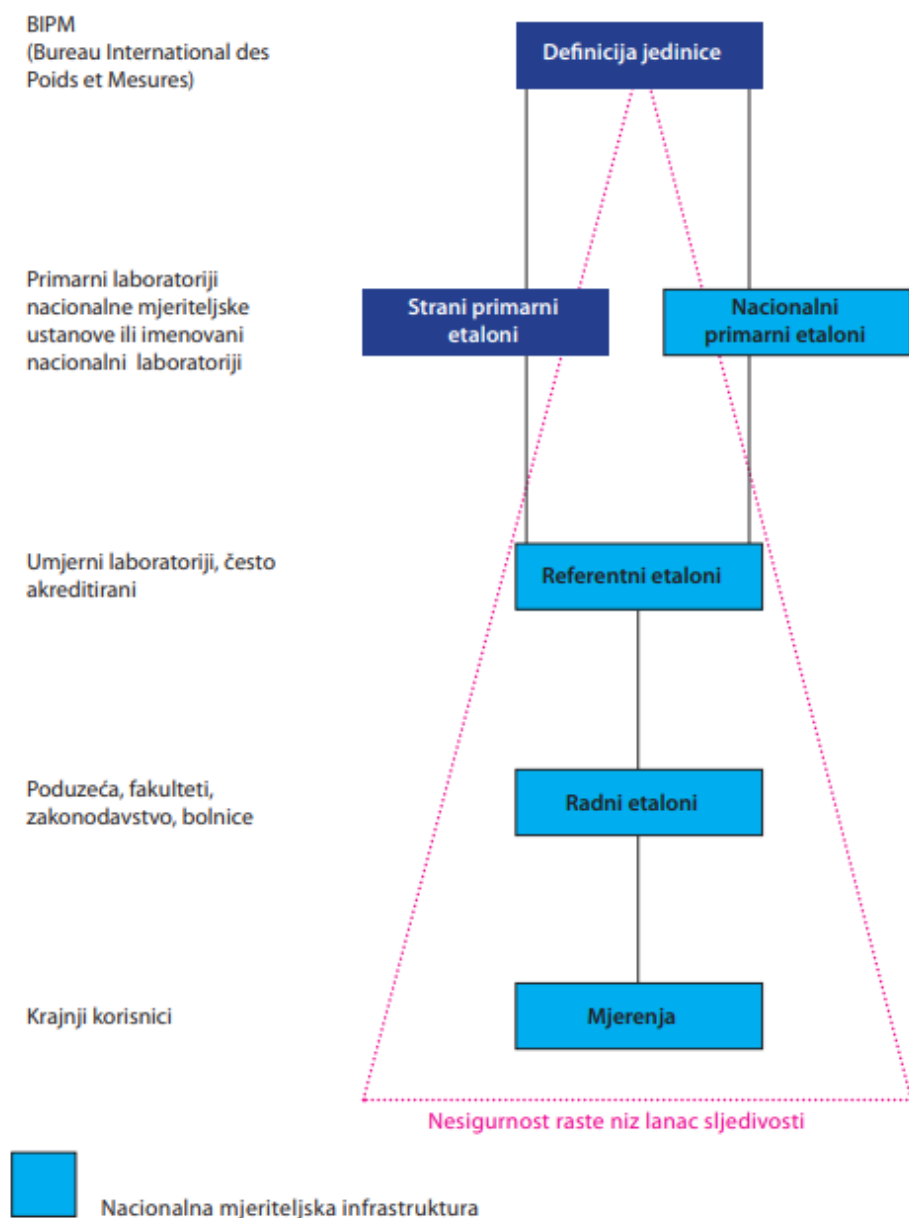 BIPM
(Bureau International des
Poids et Mesures)
Definicija jedinice
Primarni laboratoriji
nacionalne mjeriteljske
ustanove ili imenovani
nacionalni laboratoriji
Strani primarni
etaloni
Nacionalni
primarni etaloni
Umjerni laboratoriji, često
akreditirani
Referentni etaloni
Poduzeća, fakulteti,
zakonodavstvo, bolnice
Radni etaloni
Krajnji korisnici
Mjerenja
Nesigurnost raste niz lanac sljedivosti
Nacionalna mjeriteljska infrastruktura